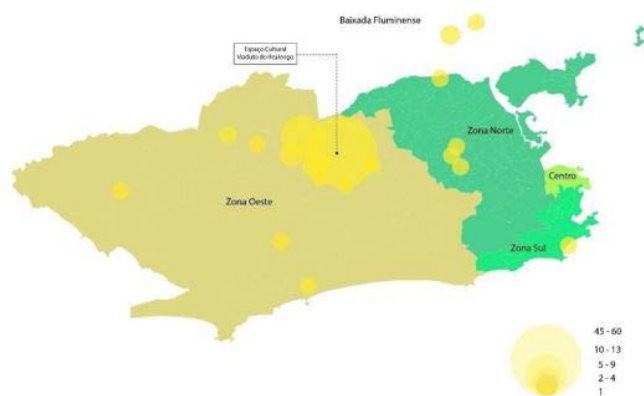 Baixada Fluminense
Espaço Cultural
Viaduto do Realengo
Zona Norte
Centro
Zona Oeste
Zona Sul
45 - 60
10 - 13
5 - 9
2 - 4
1